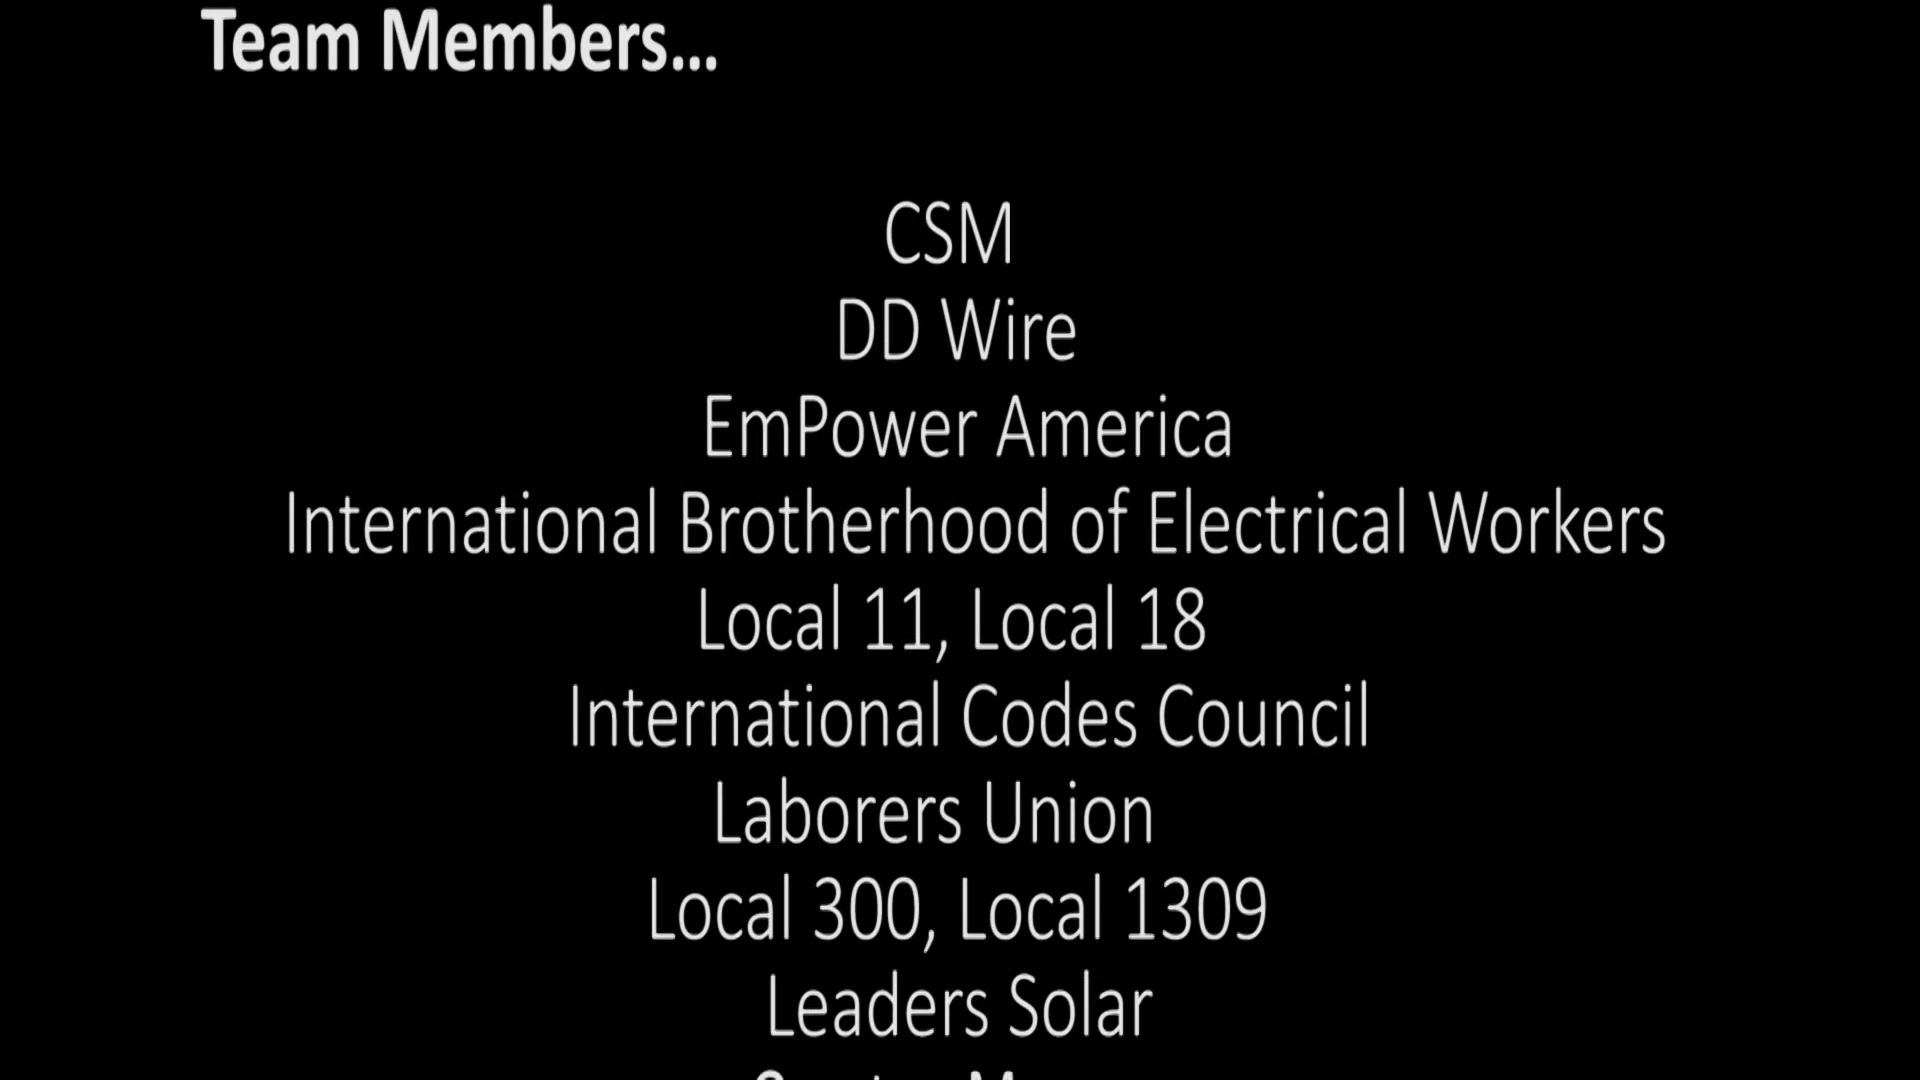 Team Members...
CSM
DD Wire
EmPower America
International Brotherhood of Electrical Workers
Local 11, Local 18
International Codes Council
Laborers Union
Local 300, Local 1309
Leaders Solar